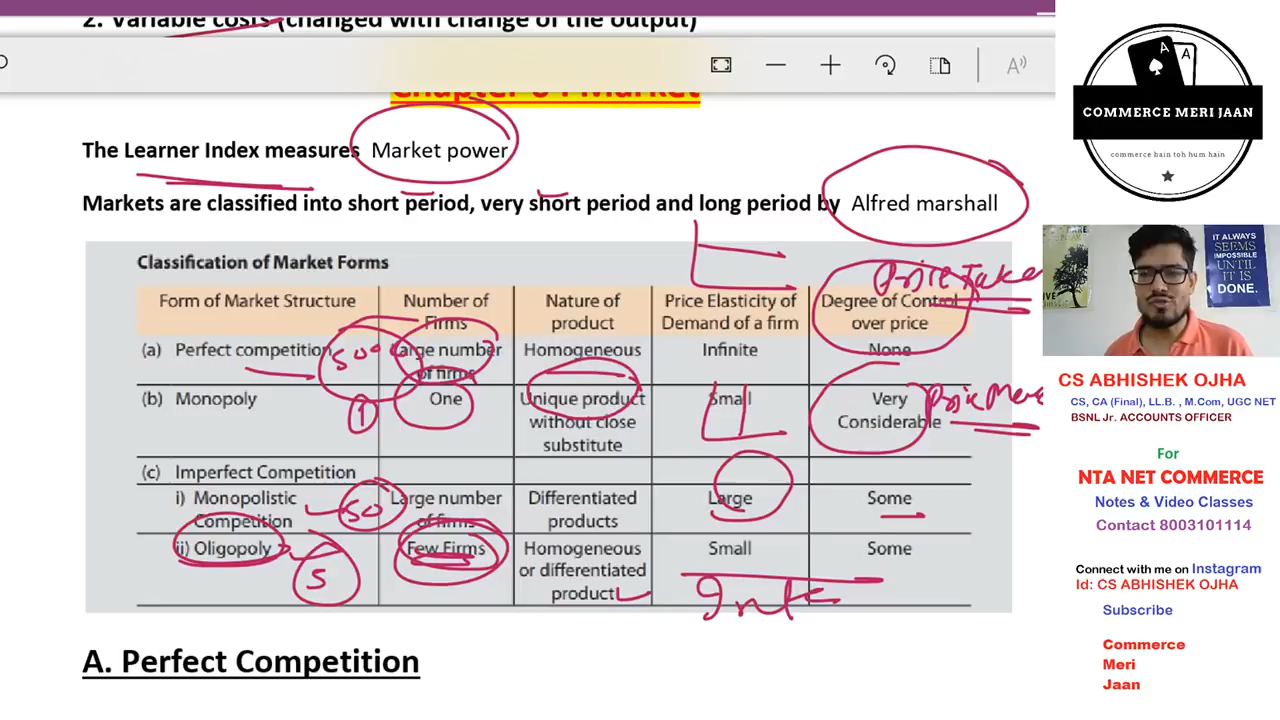 2. Variable costs (changed with change of the output)
The Learner Index measures Market power
Markets are classified into short period, very short period and long period by Alfred marshall
Classification of Market Forms
Form of Market Structure
Number of Firms
Nature of product
Price Elasticity of Demand of a firm
Degree of Control over price
Price Take
(a) Perfect competition
500
Large number of firms
Homogeneous
Infinite
None
(b) Monopoly
1
One
Unique product without close substitute
Small
Very Considerable
(c) Imperfect Competition
i) Monopolistic Competition
50
Large number of firms
Differentiated products
Large
Some
ii) Oligopoly
5
Few Firms
Homogeneous or differentiated product
Small
Some
A. Perfect Competition
A
A
COMMERCE MERI JAAN
commerce hain toh hum hain
IT ALWAYS
SEEMS
IMPOSSIBLE
UNTIL
IT IS
DONE.
CS ABHISHEK OJHA
CS, CA (Final), LL.B. , M.Com, UGC NET
BSNL Jr. ACCOUNTS OFFICER
For
NTA NET COMMERCE
Notes & Video Classes
Contact 8003101114
Connect with me on Instagram
Id: CS ABHISHEK OJHA
Subscribe
Commerce
Meri
Jaan